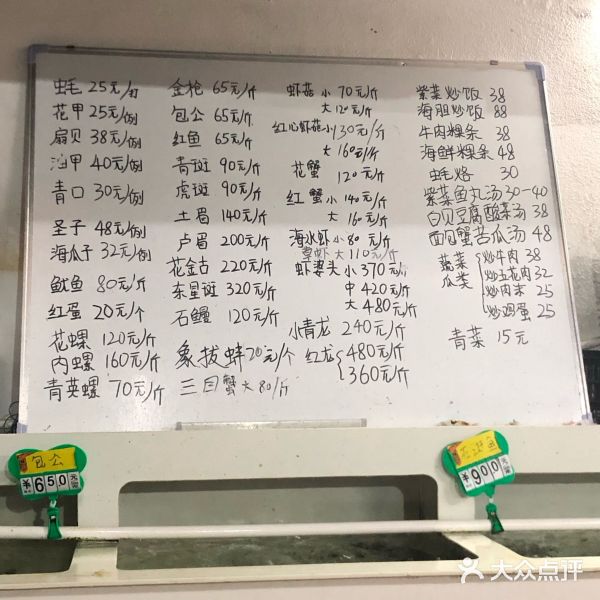 蚝毛 25元/打
花甲 25元/例
扇贝 38元/例
油甲 40元/例
青口 30元/例
圣子 48元/例
海瓜子 32元/例
鱿鱼 80元/斤
红蛋 20元/个
花螺 120元/斤
内螺 160元/斤
青英螺 70元/斤
金枪 65元/斤
包公 65元/斤
红鱼 65元/斤
青斑 90元/斤
虎斑 90元/斤
土眉 140元/斤
卢眉 200元/斤
花金古 220元/斤
东星斑 320元/斤
石鳗 120元/斤
象拔蚌 20元/个
三目蟹 大 80/斤
虾菇 小 70元/斤
大 120元/斤
红心虾菇 小 130元/斤
大 160元/斤
花蟹 120元/斤
红蟹 小 140元/斤
大 160元/斤
海水虾 小 80元/斤
大 110元/斤
虾婆头 小 370元/斤
中 420元/斤
大 480元/斤
小青龙 240元/斤
红龙 480元/斤
360元/斤
紫菜炒饭 38
海胆炒饭 88
牛肉粿条 38
海鲜粿条 48
蚝烙 30
紫菜鱼丸汤 30-40
白贝豆腐酸菜汤 38
西施蟹苦瓜汤 48
蔬菜瓜类
炒牛肉 38
炒五花肉 32
炒肉末 25
炒鸡蛋 25
青菜 15元
包公
¥650元
¥900元
大众点评